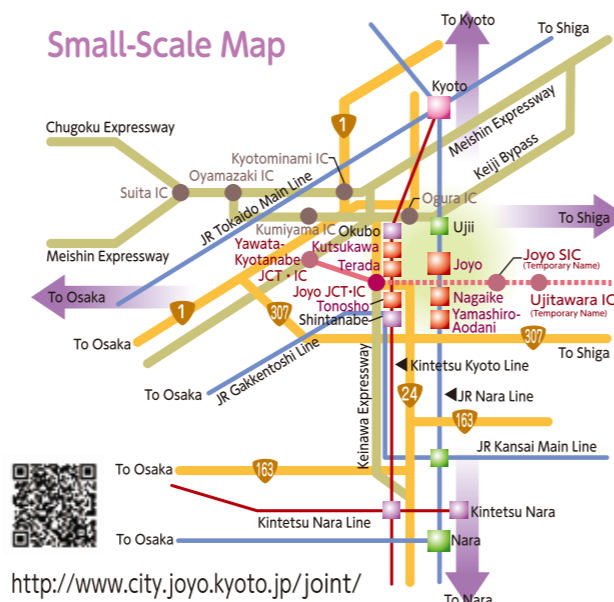 Small-Scale Map
To Kyoto
To Shiga
Kyoto
1
Chugoku Expressway
Meishin Expressway
Keiji Bypass
Kyotominami IC
Oyamazaki IC
Suita IC
JR Tokaido Main Line
Ogura IC
Kumiyama IC
Okubo
Ujii
To Shiga
Meishin Expressway
Yawata-
Kyotanabe
JCT・IC
Kutsukawa
Terada
Joyo
Joyo SIC
(Temporary Name)
To Osaka
Joyo JCT・IC
Tonosho
Nagaike
Ujitawara IC
(Temporary Name)
1
307
Shintanabe
Yamashiro-
Aodani
To Osaka
307
To Shiga
JR Gakkentoshi Line
Kintetsu Kyoto Line
To Osaka
Keinawa Expressway
24
JR Nara Line
163
JR Kansai Main Line
To Osaka
163
Kintetsu Nara Line
Kintetsu Nara
To Osaka
Nara
http://www.city.joyo.kyoto.jp/joint/
To Nara